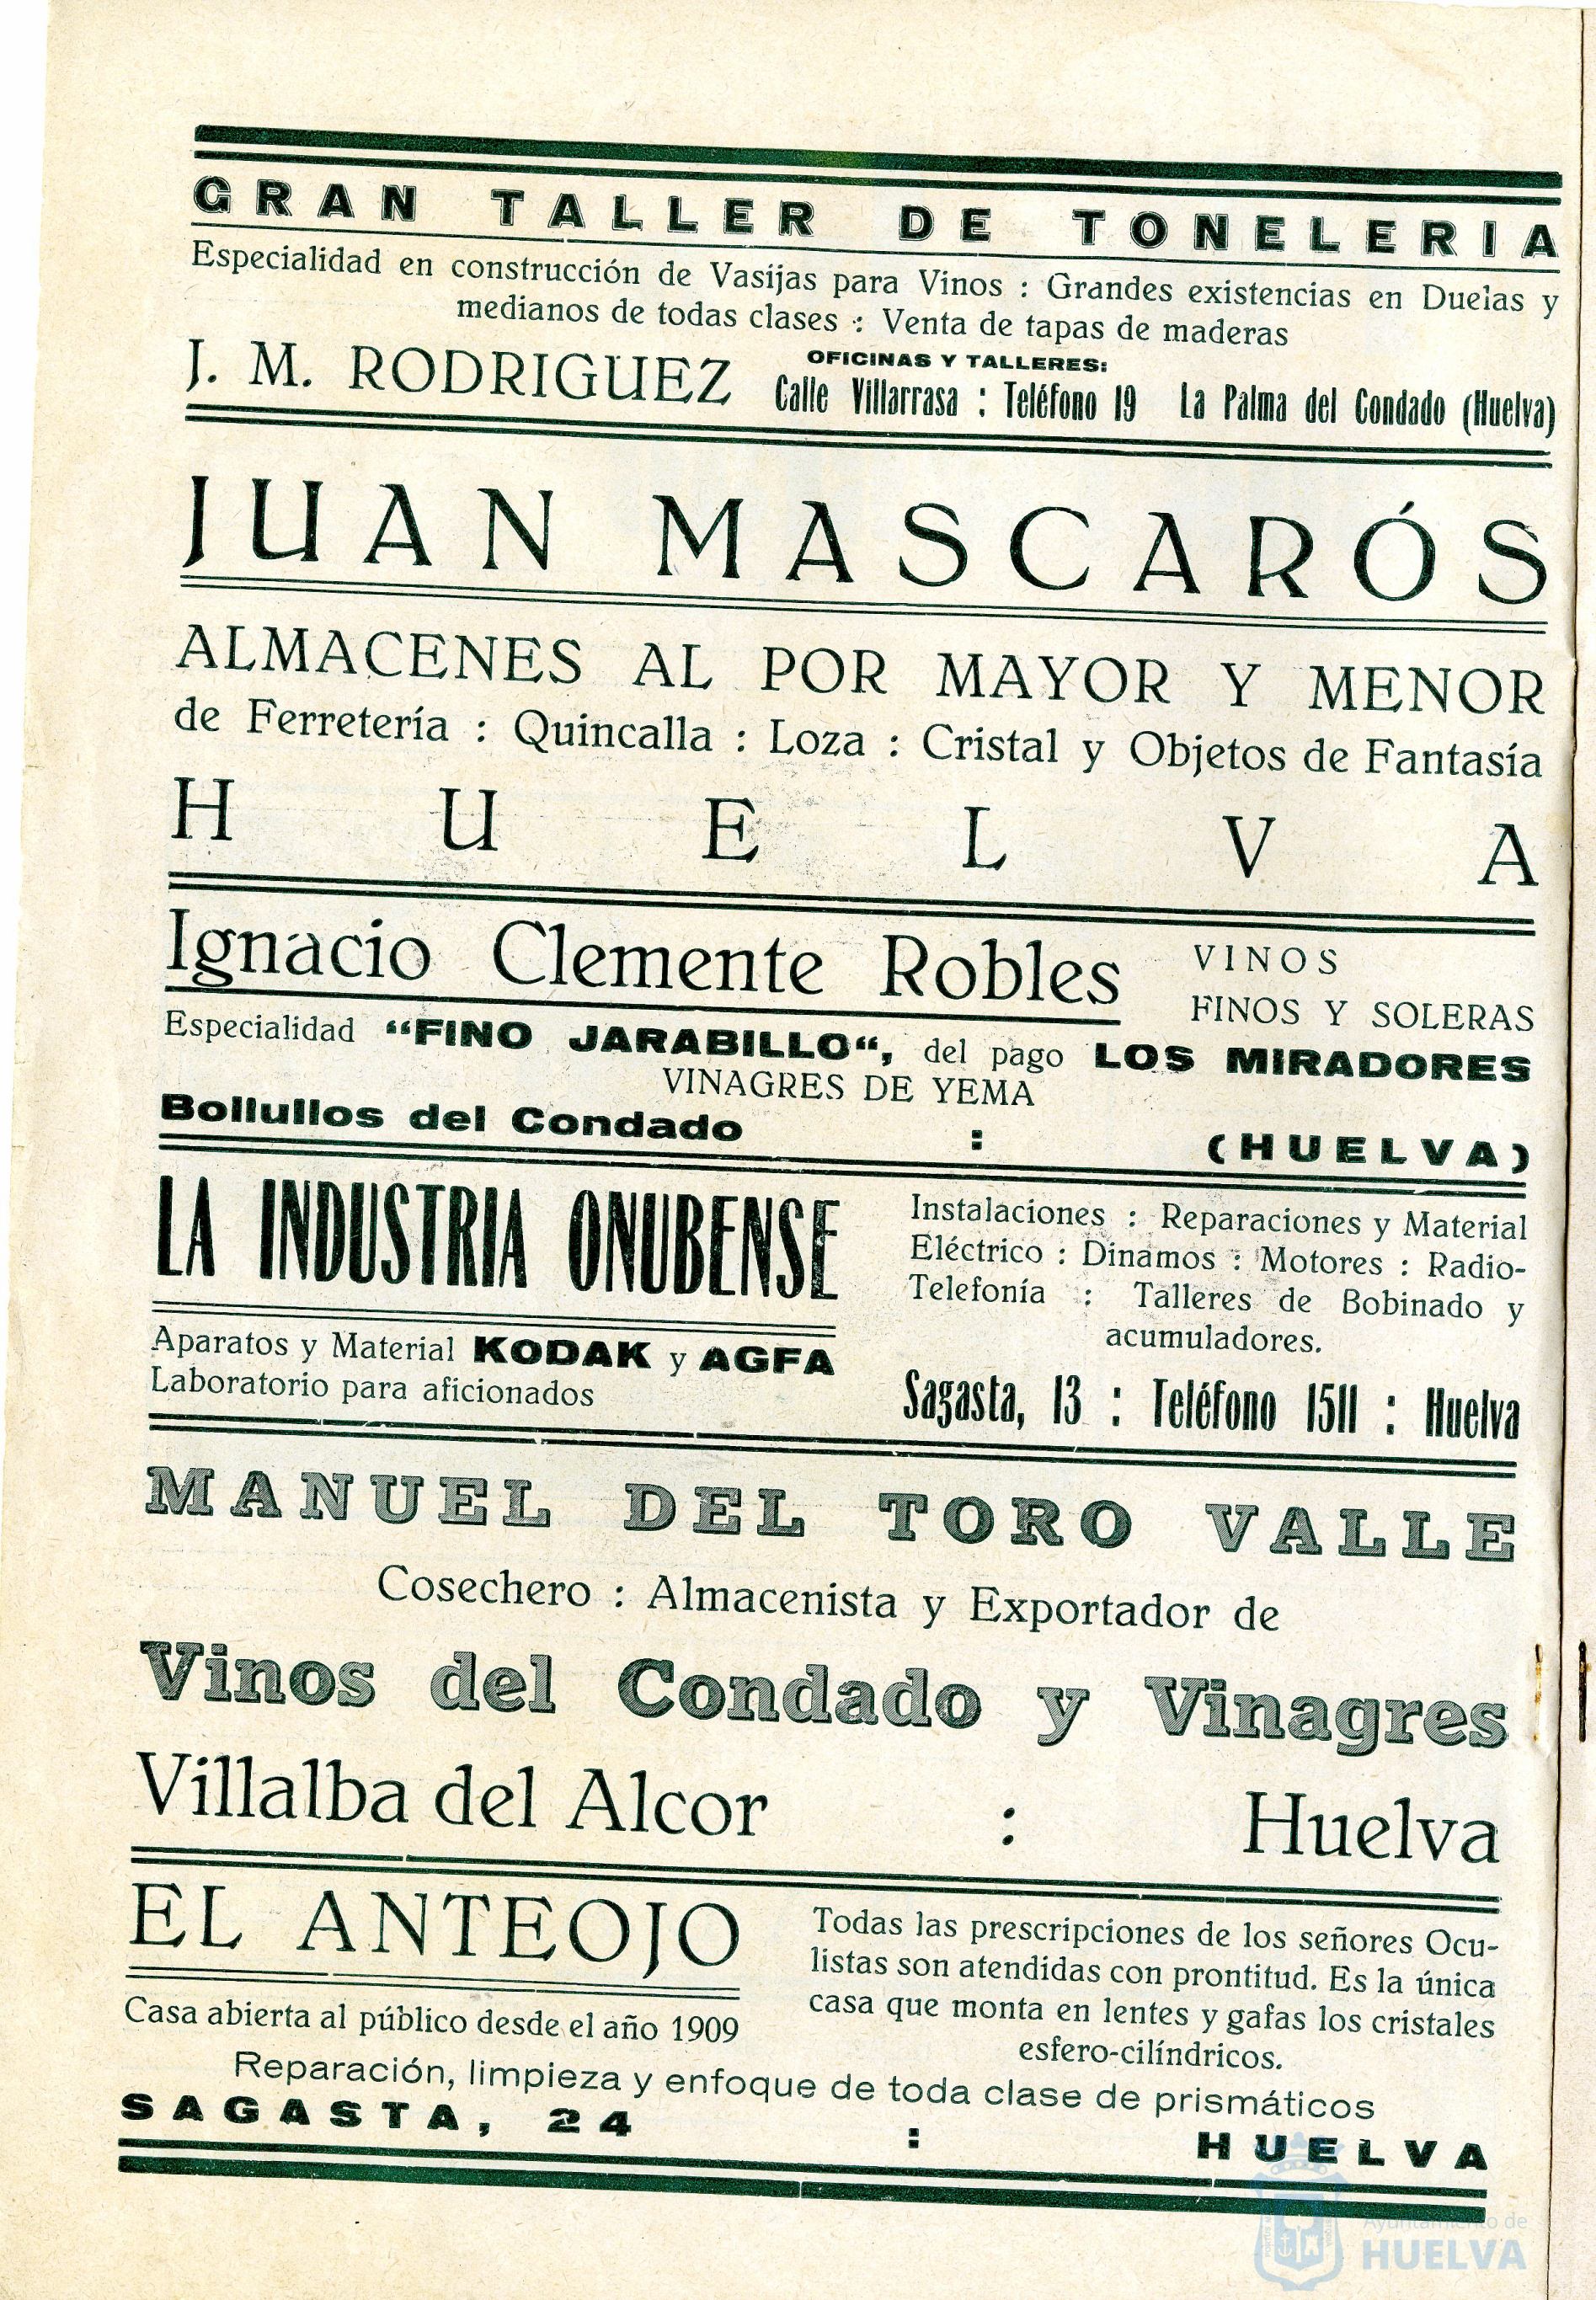 GRAN TALLER DE TONELERIA
Especialidad en construcción de Vasijas para Vinos : Grandes existencias en Duelas y
medianos de todas clases : Venta de tapas de maderas
J. M. RODRIGUEZ
OFICINAS Y TALLERES:
Calle Villarrasa : Teléfono 19 La Palma del Condado (Huelva)
JUAN MASCARÓS
ALMACENES AL POR MAYOR Y MENOR
de Ferretería : Quincalla : Loza : Cristal y Objetos de Fantasía
HUELVA
Ignacio Clemente Robles
VINOS
FINOS Y SOLERAS
Especialidad “FINO JARABILLO“, del pago LOS MIRADORES
VINAGRES DE YEMA
Bollullos del Condado : (HUELVA)
LA INDUSTRIA ONUBENSE
Aparatos y Material KODAK y AGFA
Laboratorio para aficionados
Instalaciones : Reparaciones y Material
Eléctrico : Dinamos : Motores : Radio-
Telefonía : Talleres de Bobinado y
acumuladores.
Sagasta, 13 : Teléfono 1511 : Huelva
MANUEL DEL TORO VALLE
Cosechero : Almacenista y Exportador de
Vinos del Condado y Vinagres
Villalba del Alcor : Huelva
EL ANTEOJO
Casa abierta al público desde el año 1909
Todas las prescripciones de los señores Ocu-
listas son atendidas con prontitud. Es la única
casa que monta en lentes y gafas los cristales
esfero-cilíndricos.
Reparación, limpieza y enfoque de toda clase de prismáticos
SAGASTA, 24 : HUELVA
Ayuntamiento de
HUELVA